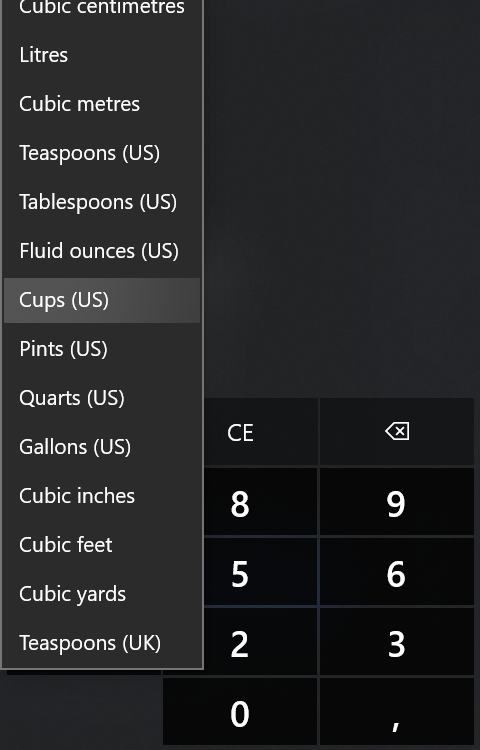 Cubic centimetres
Litres
Cubic metres
Teaspoons (US)
Tablespoons (US)
Fluid ounces (US)
Cups (US)
Pints (US)
Quarts (US)
Gallons (US)
Cubic inches
Cubic feet
Cubic yards
Teaspoons (UK)
CE
8 9
5 6
2 3
0 ,